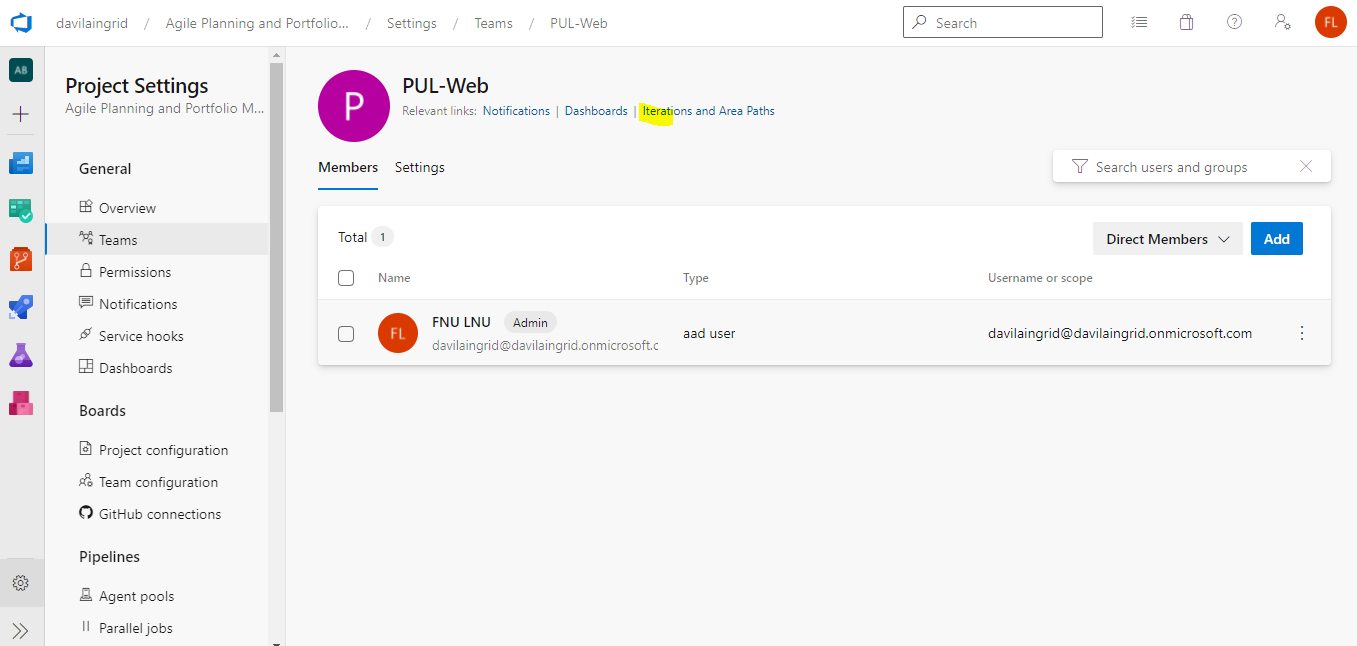 davilaingrid / Agile Planning and Portfolio... / Settings / Teams / PUL-Web
Search
FL
AB
Project Settings
Agile Planning and Portfolio M...
General
Overview
Teams
Permissions
Notifications
Service hooks
Dashboards
Boards
Project configuration
Team configuration
GitHub connections
Pipelines
Agent pools
Parallel jobs
P
PUL-Web
Relevant links: Notifications | Dashboards | Iterations and Area Paths
Members Settings
Search users and groups
Total 1
Direct Members
Add
Name Type Username or scope
FL
FNU LNU Admin
davilaingrid@davilaingrid.onmicrosoft.c
aad user
davilaingrid@davilaingrid.onmicrosoft.com